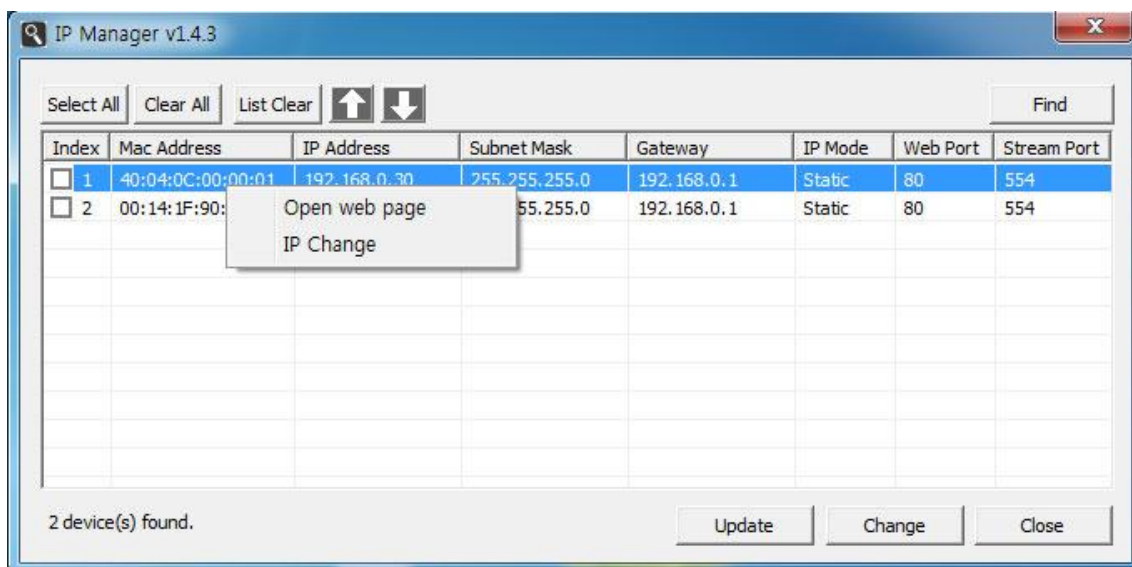 IP Manager v1.4.3
Select All Clear All List Clear Find
Index Mac Address IP Address Subnet Mask Gateway IP Mode Web Port Stream Port
1 40:04:0C:00:00:01 192.168.0.30 255.255.255.0 192.168.0.1 Static 80 554
2 00:14:1F:90: 55.255.0 192.168.0.1 Static 80 554
Open web page
IP Change
2 device(s) found. Update Change Close